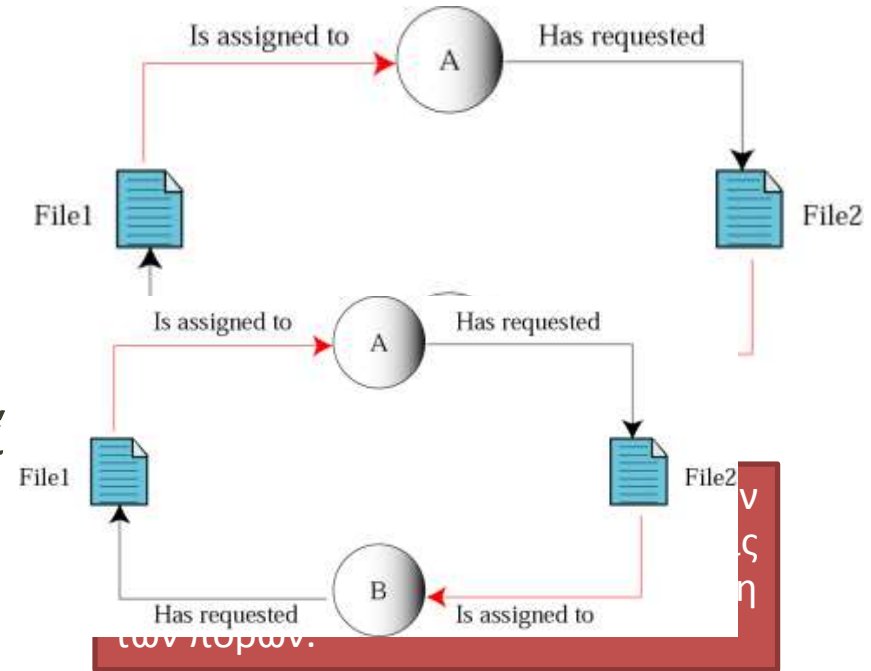 Is assigned to
A
Has requested
File1
File2
Is assigned to
A
Has requested
File1
File2
B
Has requested
Is assigned to